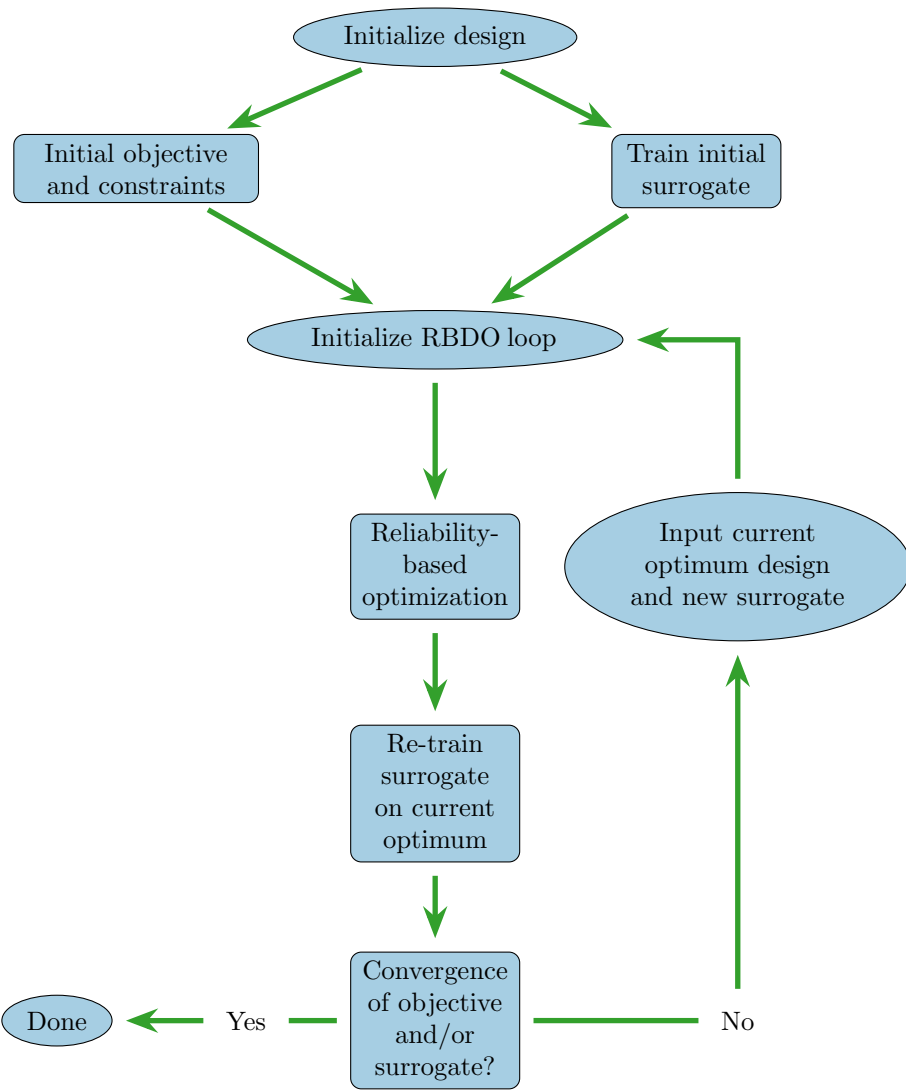 Initialize design
Initial objective
and constraints
Train initial
surrogate
Initialize RBDO loop
Reliability-
based
optimization
Input current
optimum design
and new surrogate
Re-train
surrogate
on current
optimum
Convergence
of objective
and/or
surrogate?
Done
Yes
No